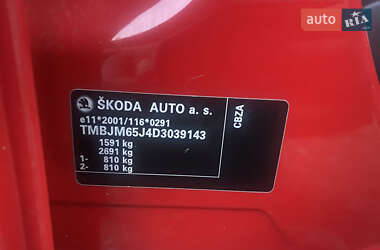 auto RIA
ŠKODA AUTO a. s.
e11*2001/116*0291
TMBJM65J4D3039143
1591 kg
2691 kg
1- 810 kg
2- 810 kg
CBZA